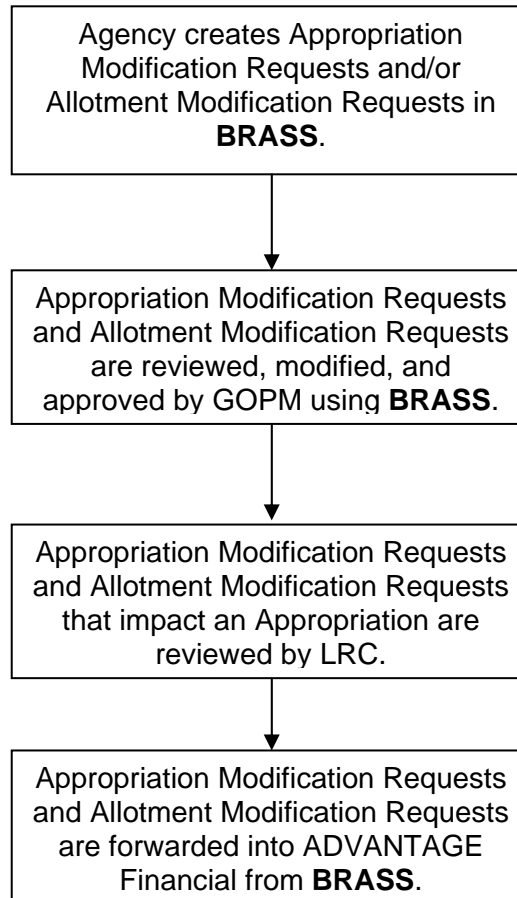 Agency creates Appropriation
Modification Requests and/or
Allotment Modification Requests in
BRASS.
Appropriation Modification Requests
and Allotment Modification Requests
are reviewed, modified, and
approved by GOPM using BRASS.
Appropriation Modification Requests
and Allotment Modification Requests
that impact an Appropriation are
reviewed by LRC.
Appropriation Modification Requests
and Allotment Modification Requests
are forwarded into ADVANTAGE
Financial from BRASS.